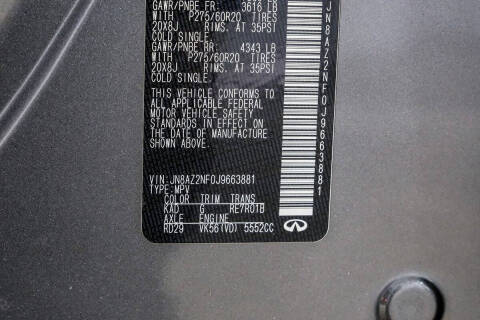 GAWR/PNBE FR: 3616 LB
WITH P275/60R20 TIRES
20X8J RIMS. AT 35PSI
COLD SINGLE.
GAWR/PNBE RR: 4343 LB
WITH P275/60R20 TIRES
20X8J RIMS. AT 35PSI
COLD SINGLE.
THIS VEHICLE CONFORMS TO
ALL APPLICABLE FEDERAL
MOTOR VEHICLE SAFETY
STANDARDS IN EFFECT ON
THE DATE OF MANUFACTURE
SHOWN ABOVE.
VIN:JN8AZ2NF0J9663881
TYPE:MPV
COLOR TRIM TRANS
KAD G RE7R01B
AXLE ENGINE
RD29 VK56(VD) 5552CC
JN8AZ2NF0J9663881